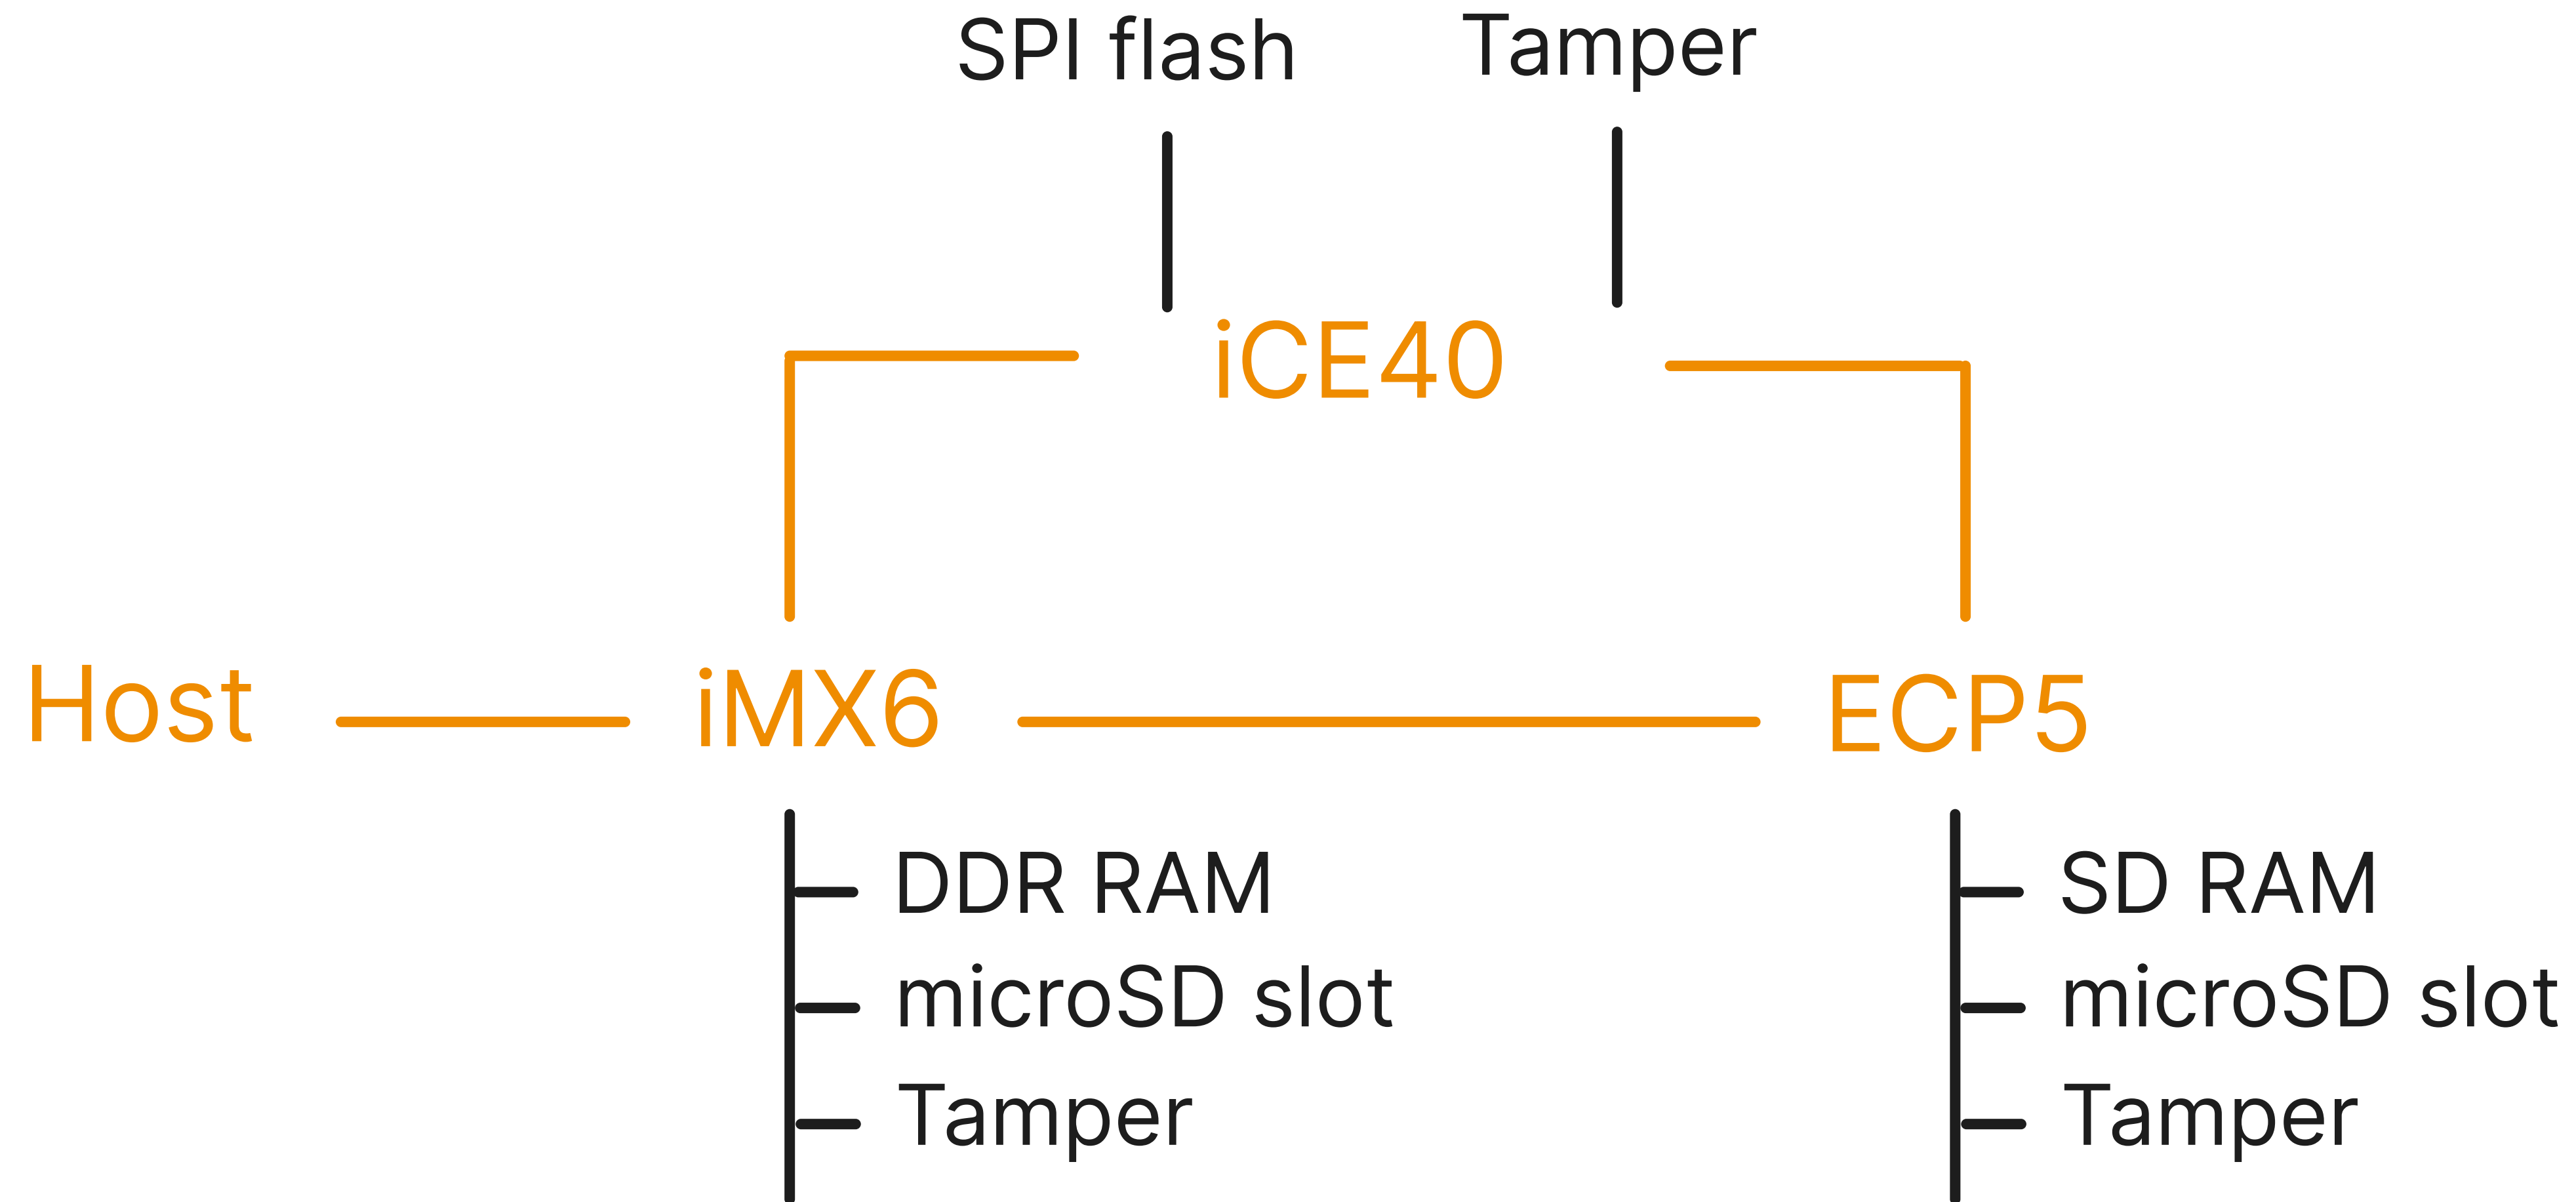 SPI flash
Tamper
iCE40
Host
iMX6
ECP5
DDR RAM
microSD slot
Tamper
SD RAM
microSD slot
Tamper